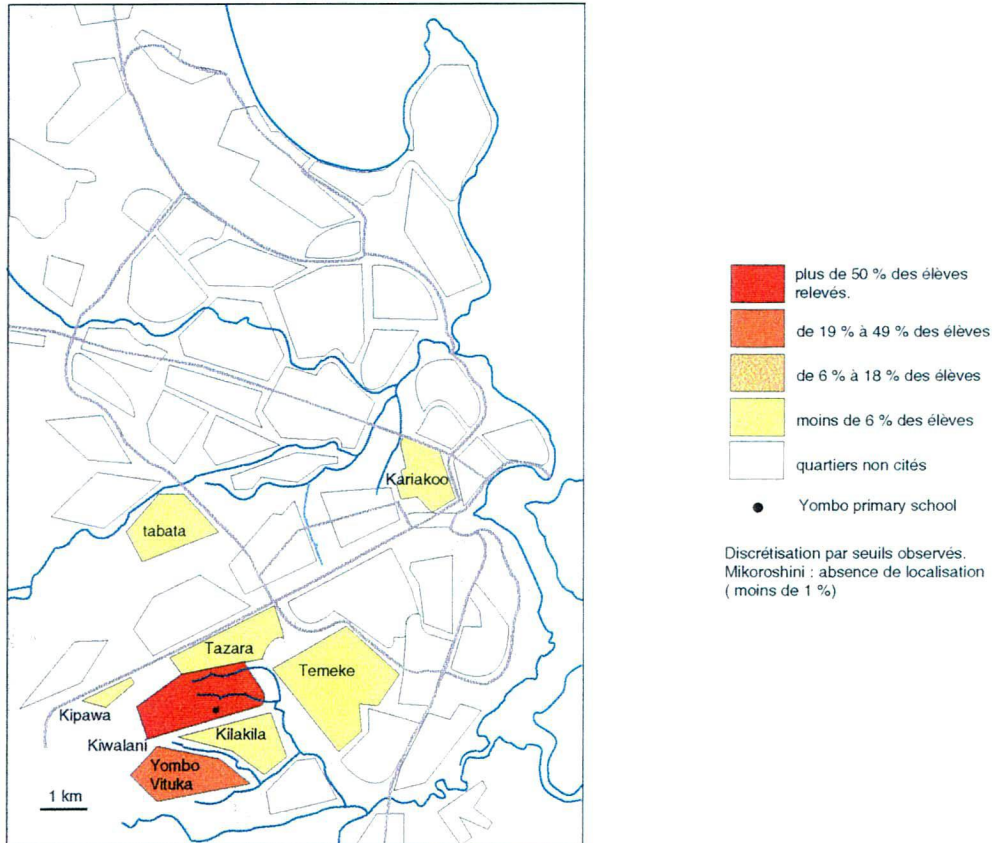 Kariakoo
tabata
Tazara
Temeke
Kipawa
Kiwalani
Kilakila
Yombo
Vituka
1 km
plus de 50 % des élèves
relevés.
de 19 % à 49 % des élèves
de 6 % à 18 % des élèves
moins de 6 % des élèves
quartiers non cités
Yombo primary school
Discrétisation par seuils observés.
Mikoroshini : absence de localisation
( moins de 1 %)